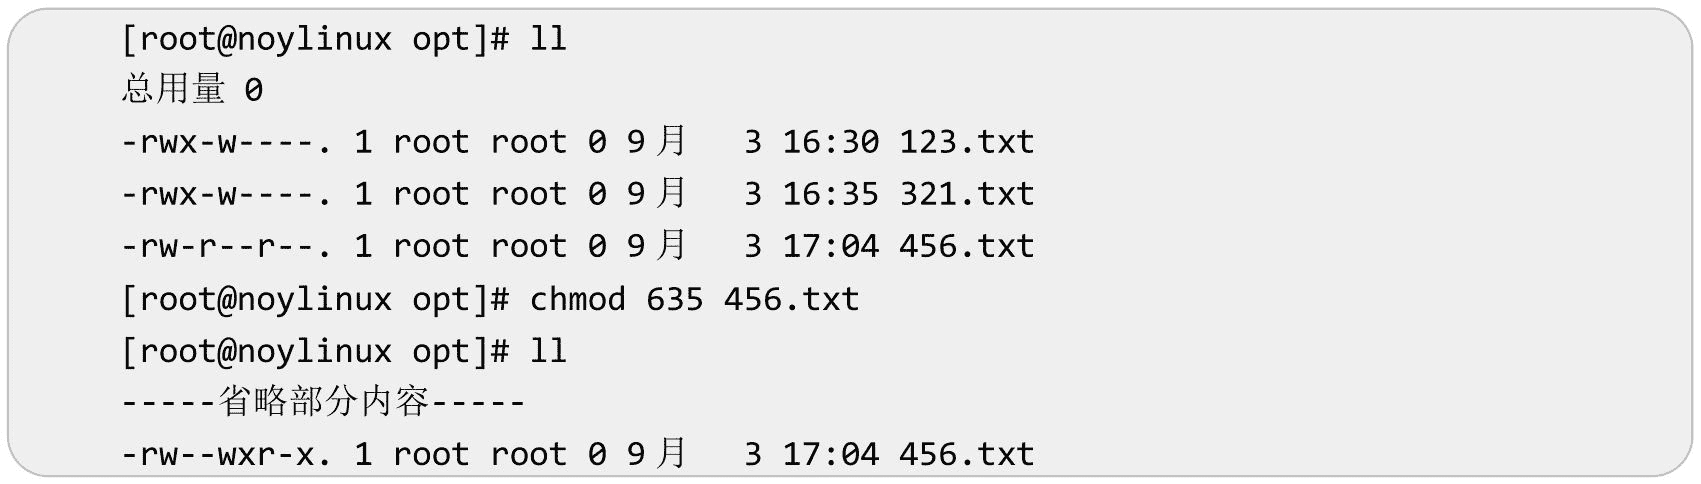 [root@noylinux opt]# ll
总用量 0
-rwx-w----. 1 root root 0 9月   3 16:30 123.txt
-rwx-w----. 1 root root 0 9月   3 16:35 321.txt
-rw-r--r--. 1 root root 0 9月   3 17:04 456.txt
[root@noylinux opt]# chmod 635 456.txt
[root@noylinux opt]# ll
-----省略部分内容-----
-rw--wxr-x. 1 root root 0 9月   3 17:04 456.txt